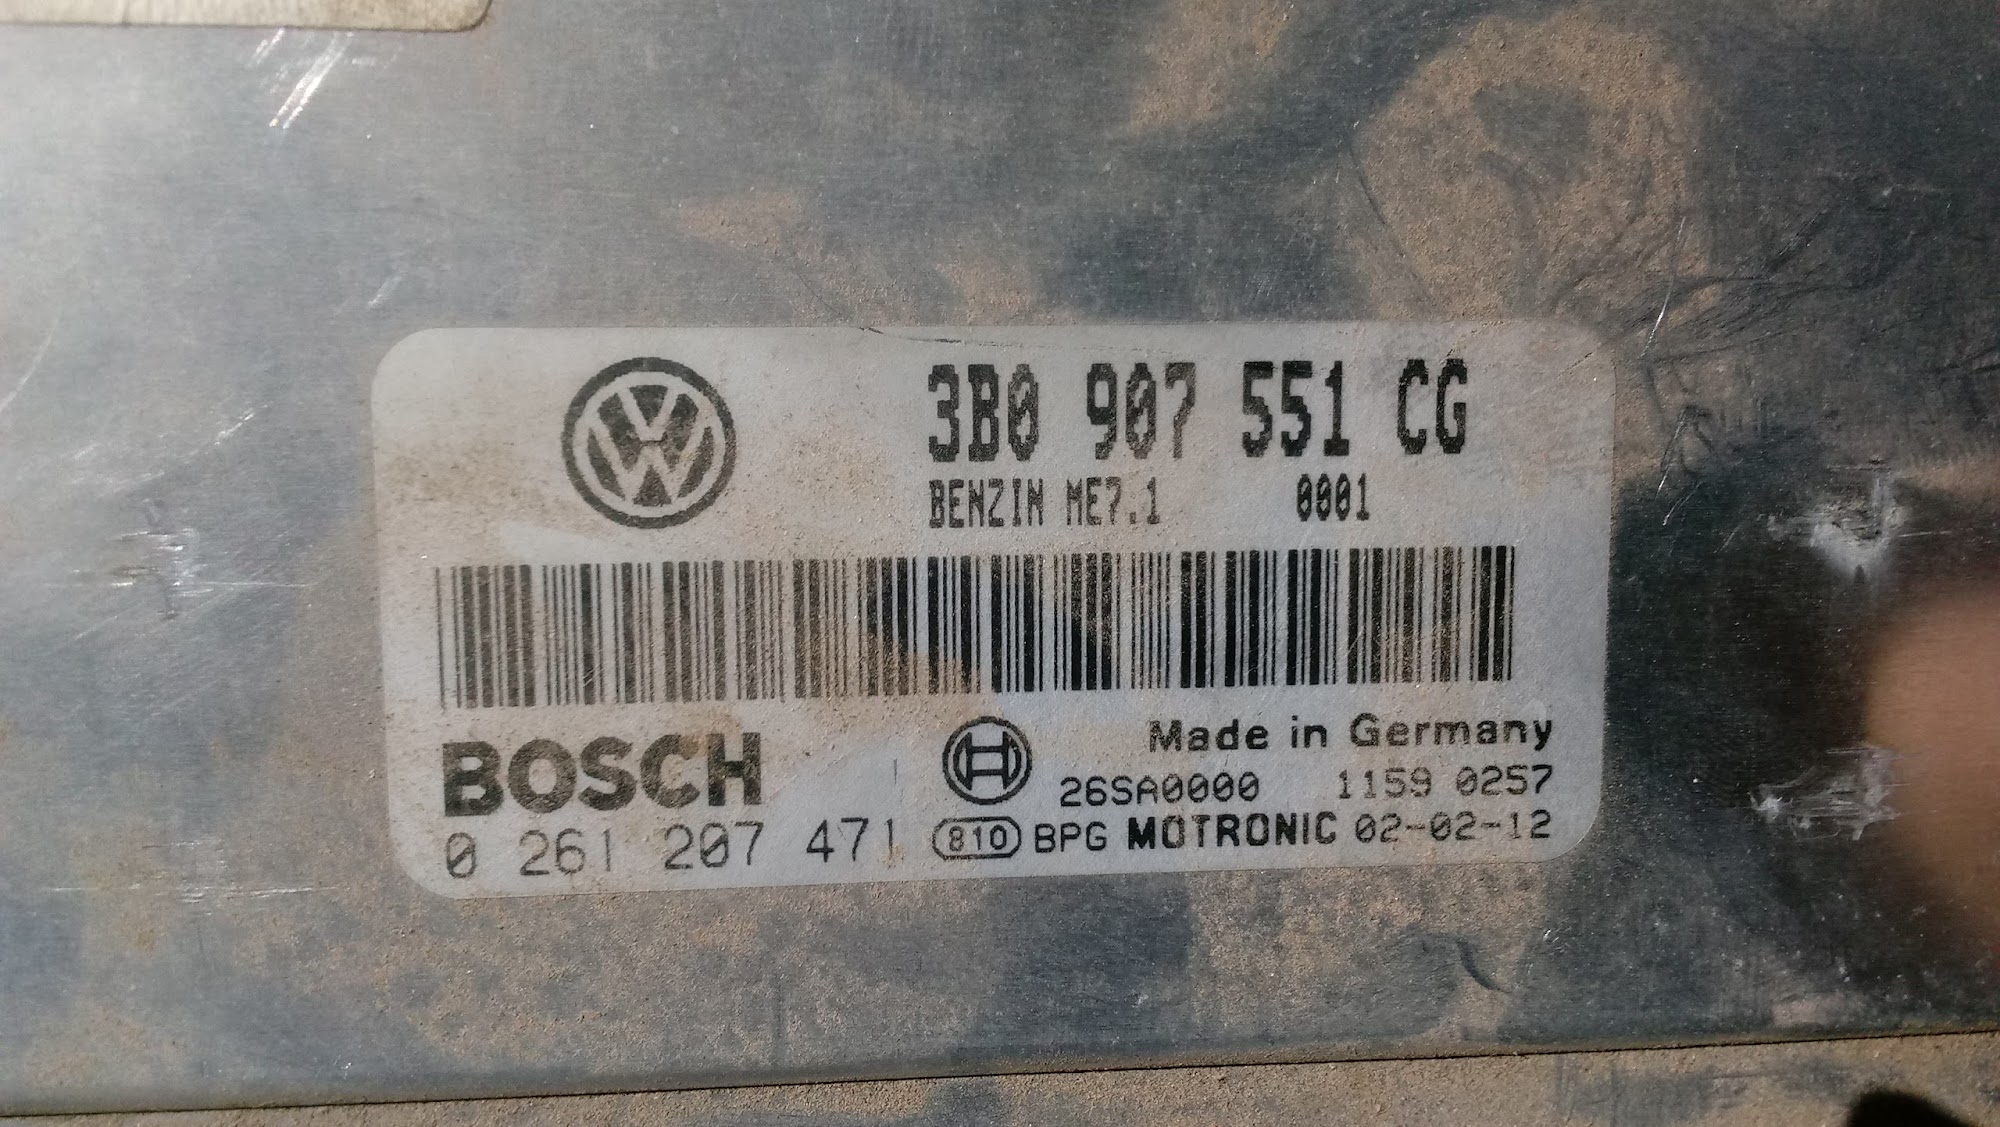 3B0 907 551 CG
BENZIN ME7.1 0001
BOSCH
Made in Germany
26SA0000 1159 0257
0 261 207 471 810 BPG MOTRONIC 02-02-12